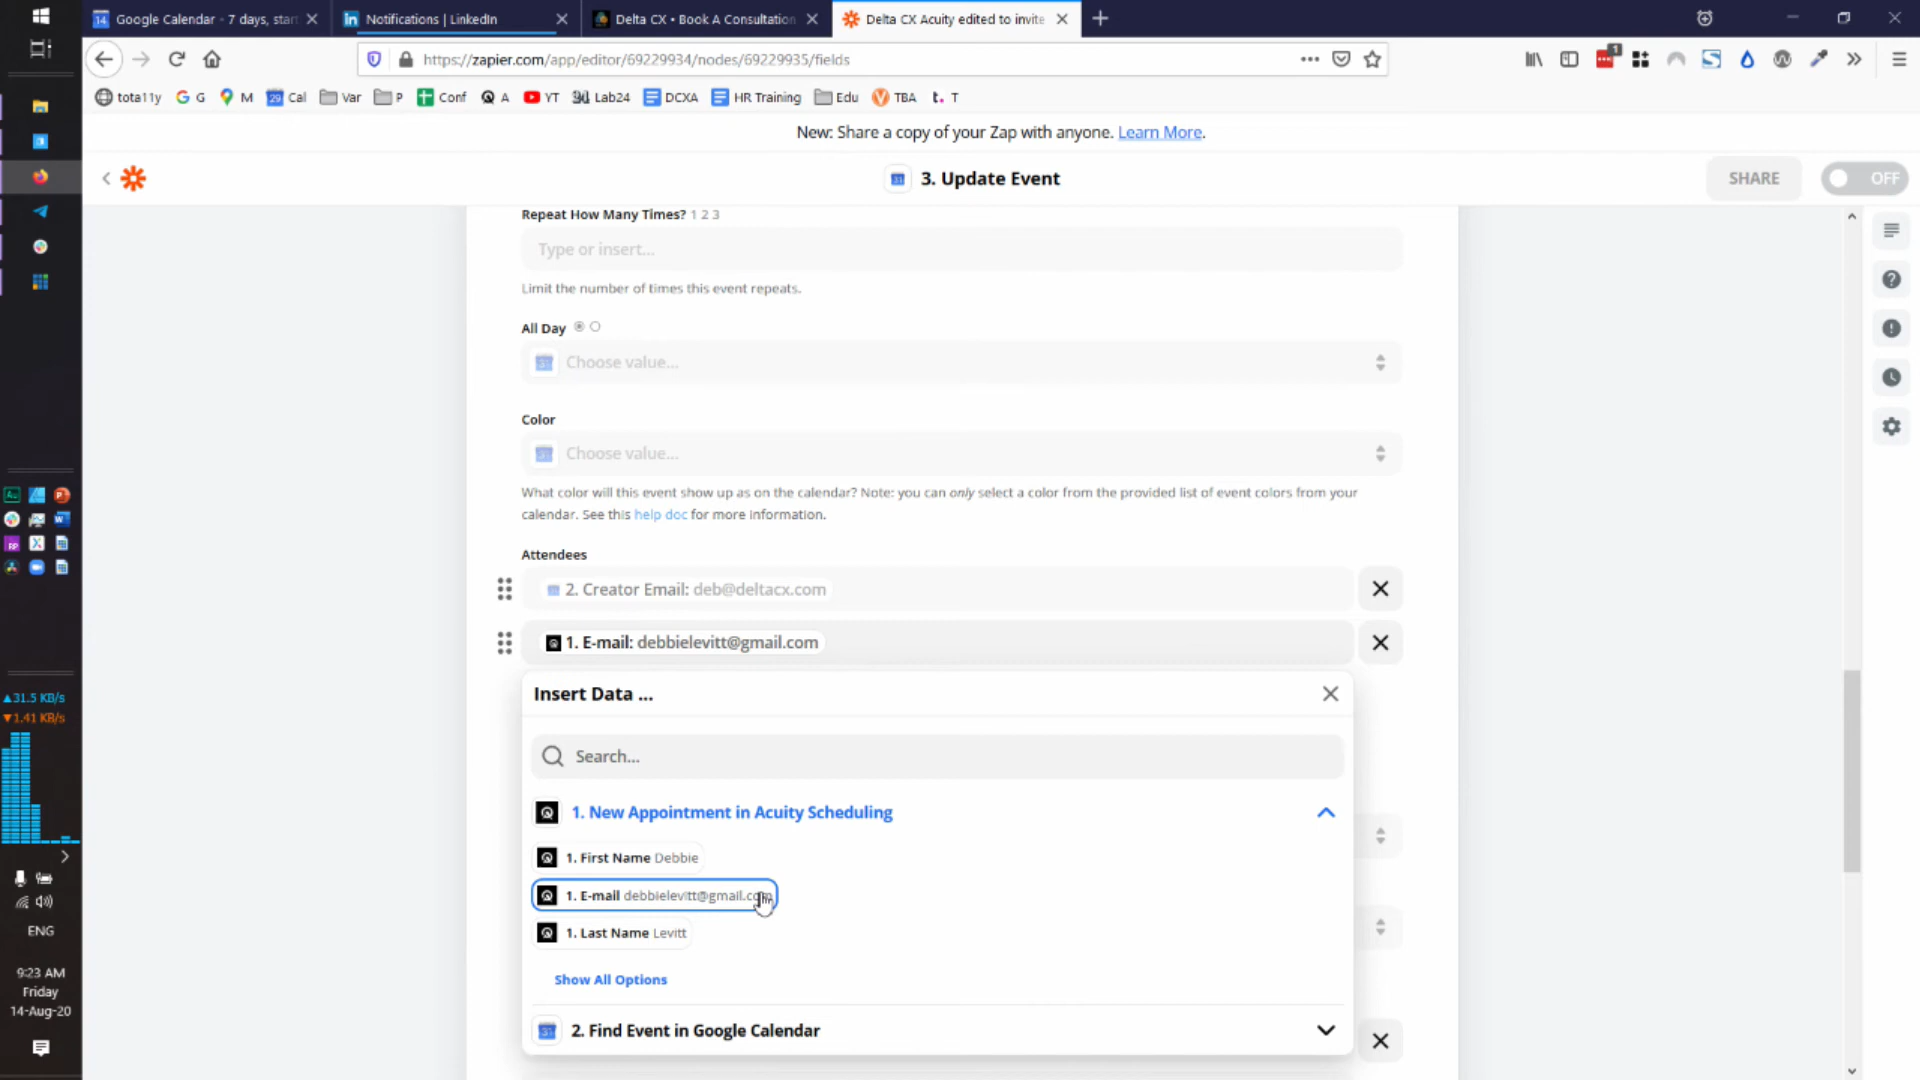 Google Calendar - 7 days, star
Notifications | LinkedIn
Delta CX • Book A Consultation
Delta CX Acuity edited to invite
https://zapier.com/app/editor/69229934/nodes/69229935/fields
tota11y
G
M
Cal
Var
P
Conf
A
YT
Lab24
DCXA
HR Training
Edu
TBA
T
New: Share a copy of your Zap with anyone. Learn More.
3. Update Event
SHARE
OFF
Repeat How Many Times? 1 2 3
Type or insert...
Limit the number of times this event repeats.
All Day
Choose value...
Color
Choose value...
What color will this event show up as on the calendar? Note: you can only select a color from the provided list of event colors from your
calendar. See this help doc for more information.
Attendees
2. Creator Email: deb@deltacx.com
1. E-mail: debbielevitt@gmail.com
Insert Data ...
Search...
1. New Appointment in Acuity Scheduling
1. First Name Debbie
1. E-mail debbielevitt@gmail.com
1. Last Name Levitt
Show All Options
2. Find Event in Google Calendar
31.5 KB/s
1.41 KB/s
ENG
9:23 AM
Friday
14-Aug-20